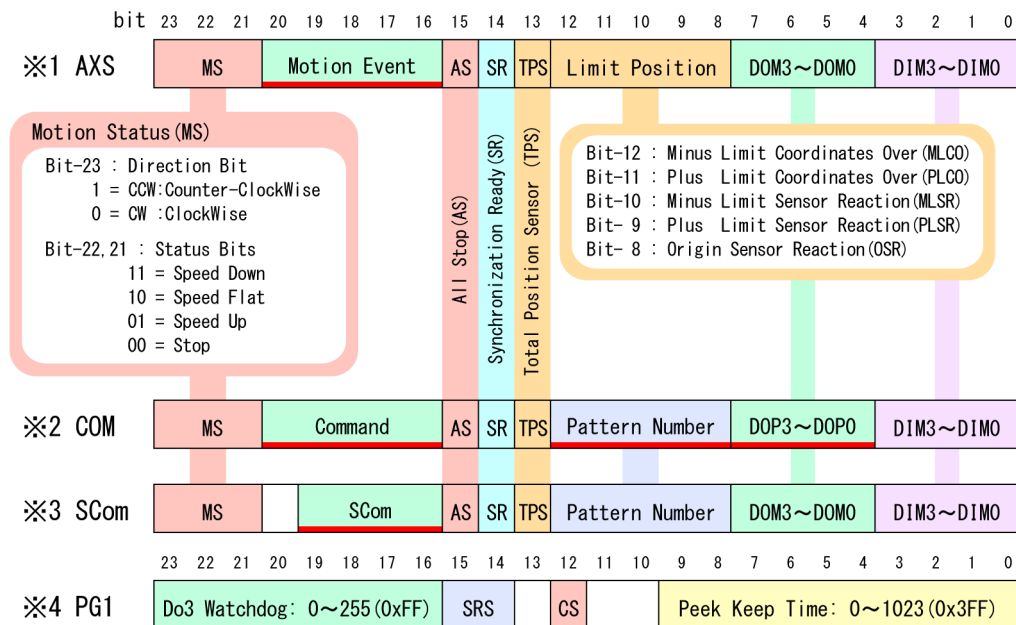 bit 23 22 21 20 19 18 17 16 15 14 13 12 11 10 9 8 7 6 5 4 3 2 1 0
※1 AXS MS Motion Event AS SR TPS Limit Position DOM3～DOM0 DIM3～DIM0
Motion Status(MS)
Bit-23 : Direction Bit
1 = CCW:Counter-ClockWise
0 = CW :ClockWise
Bit-22,21 : Status Bits
11 = Speed Down
10 = Speed Flat
01 = Speed Up
00 = Stop
All Stop(AS)
Synchronization Ready(SR)
Total Position Sensor (TPS)
Bit-12 : Minus Limit Coordinates Over(MLCO)
Bit-11 : Plus Limit Coordinates Over(PLCO)
Bit-10 : Minus Limit Sensor Reaction(MLSR)
Bit- 9 : Plus Limit Sensor Reaction(PLSR)
Bit- 8 : Origin Sensor Reaction(OSR)
※2 COM MS Command AS SR TPS Pattern Number DOP3～DOP0 DIM3～DIM0
※3 SCom MS SCom AS SR TPS Pattern Number DOM3～DOM0 DIM3～DIM0
23 22 21 20 19 18 17 16 15 14 13 12 11 10 9 8 7 6 5 4 3 2 1 0
※4 PG1 Do3 Watchdog: 0～255(0xFF) SRS CS Peek Keep Time: 0～1023(0x3FF)